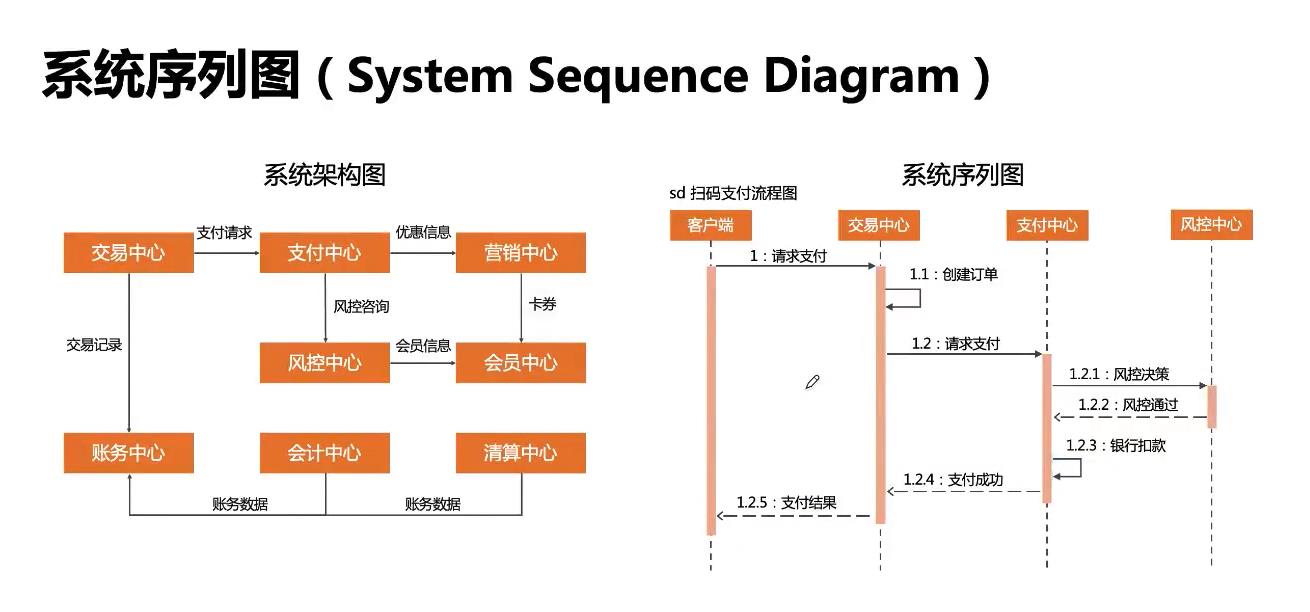 系统序列图（System Sequence Diagram）
系统架构图
交易中心
支付请求
支付中心
优惠信息
营销中心
交易记录
风控咨询
卡券
风控中心
会员信息
会员中心
账务中心
会计中心
清算中心
账务数据
账务数据
系统序列图
sd 扫码支付流程图
客户端
交易中心
支付中心
风控中心
1：请求支付
1.1：创建订单
1.2：请求支付
1.2.1：风控决策
1.2.2：风控通过
1.2.3：银行扣款
1.2.4：支付成功
1.2.5：支付结果